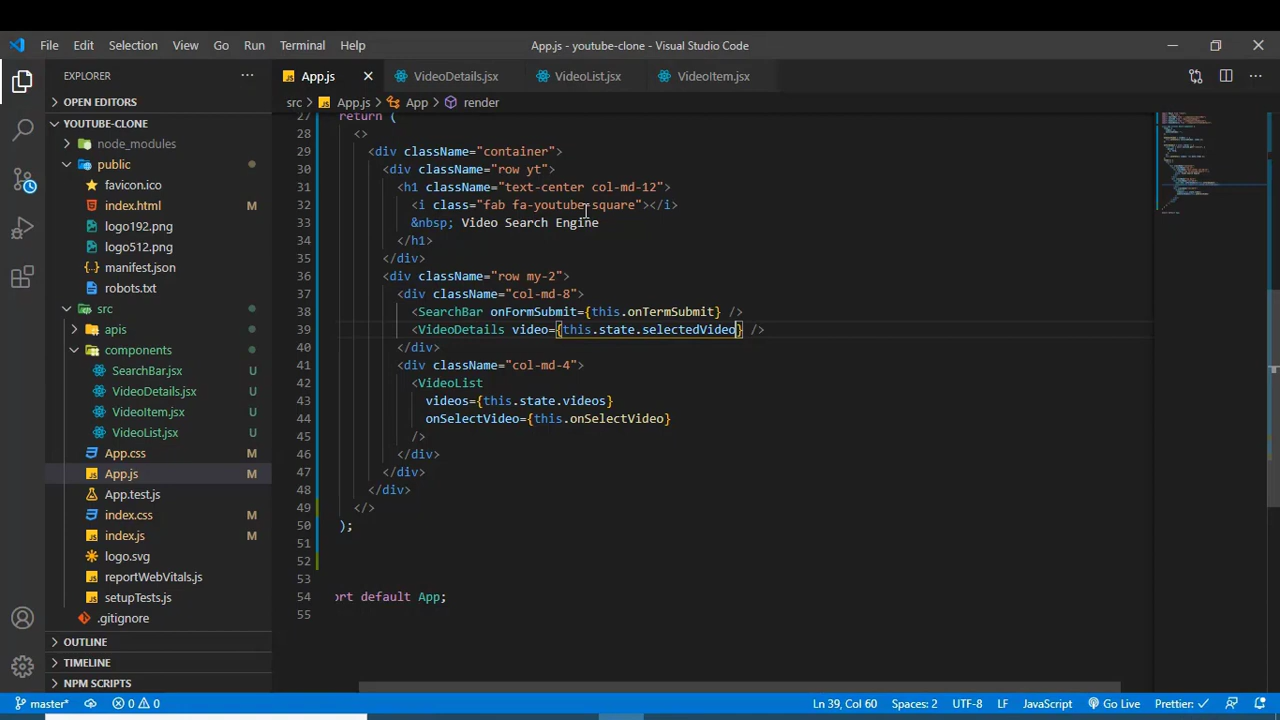 File Edit Selection View Go Run Terminal Help
App.js - youtube-clone - Visual Studio Code
EXPLORER
OPEN EDITORS
YOUTUBE-CLONE
node_modules
public
favicon.ico
index.html M
logo192.png
logo512.png
manifest.json
robots.txt
src
apis
components
SearchBar.jsx U
VideoDetails.jsx U
VideoItem.jsx U
VideoList.jsx U
App.css M
App.js M
App.test.js
index.css M
index.js M
logo.svg
reportWebVitals.js
setupTests.js
.gitignore
OUTLINE
TIMELINE
NPM SCRIPTS
App.js VideoDetails.jsx VideoList.jsx VideoItem.jsx
src App.js App render
27 return (
28 <>
29 <div className="container">
30 <div className="row yt">
31 <h1 className="text-center col-md-12">
32 <i class="fab fa-youtube-square"></i>
33 &nbsp; Video Search Engine
34 </h1>
35 </div>
36 <div className="row my-2">
37 <div className="col-md-8">
38 <SearchBar onFormSubmit={this.onTermSubmit} />
39 <VideoDetails video={this.state.selectedVideo} />
40 </div>
41 <div className="col-md-4">
42 <VideoList
43 videos={this.state.videos}
44 onSelectVideo={this.onSelectVideo}
45 />
46 </div>
47 </div>
48 </div>
49 </>
50 );
51
52
53
54 ort default App;
55
master* 0 0 Ln 39, Col 60 Spaces: 2 UTF-8 LF JavaScript Go Live Prettier: ✓